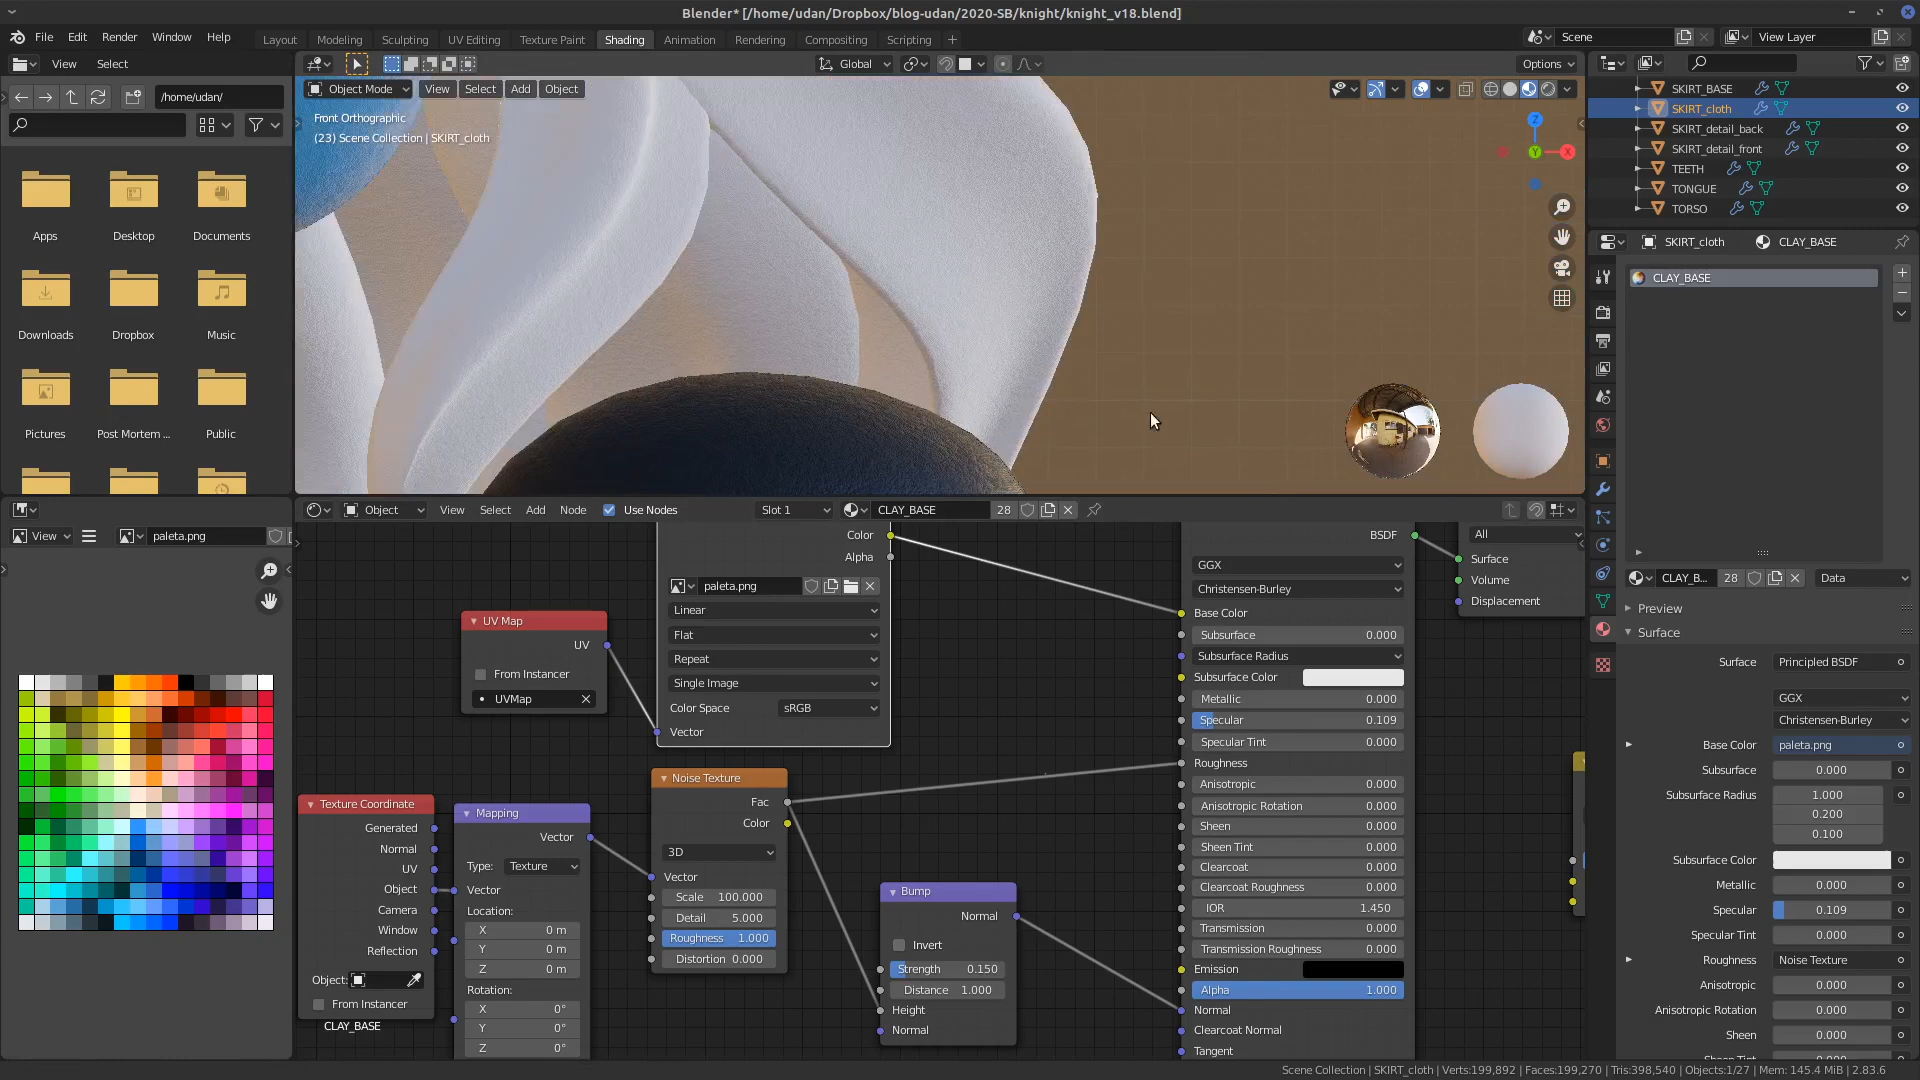 Blender* [/home/udan/Dropbox/blog-udan/2020-SB/knight/knight_v18.blend]
File Edit Render Window Help
Layout Modeling Sculpting UV Editing Texture Paint Shading Animation Rendering Compositing Scripting
Scene View Layer
View Select
Global Options
/home/udan/
Object Mode View Select Add Object
Front Orthographic
(23) Scene Collection | SKIRT_cloth
Z
Y
X
SKIRT_BASE
SKIRT_cloth
SKIRT_detail_back
SKIRT_detail_front
TEETH
TONGUE
TORSO
Apps Desktop Documents
Downloads Dropbox Music
Pictures Post Mortem ... Public
SKIRT_cloth CLAY_BASE
CLAY_BASE
Object View Select Add Node Use Nodes Slot 1 CLAY_BASE 28
View paleta.png
Color
Alpha
paleta.png
Linear
Flat
Repeat
Single Image
Color Space sRGB
Vector
UV Map
UV
From Instancer
UVMap
Noise Texture
Fac
Color
3D
Vector
Scale 100.000
Detail 5.000
Roughness 1.000
Distortion 0.000
Texture Coordinate
Generated
Normal
UV
Object
Camera
Window
Reflection
Object:
From Instancer
CLAY_BASE
Mapping
Vector
Type: Texture
Vector
Location:
X 0 m
Y 0 m
Z 0 m
Rotation:
X 0°
Y 0°
Z 0°
Bump
Normal
Invert
Strength 0.150
Distance 1.000
Height
Normal
BSDF
GGX
Christensen-Burley
Base Color
Subsurface 0.000
Subsurface Radius
Subsurface Color
Metallic 0.000
Specular 0.109
Specular Tint 0.000
Roughness
Anisotropic 0.000
Anisotropic Rotation 0.000
Sheen 0.000
Sheen Tint 0.000
Clearcoat 0.000
Clearcoat Roughness 0.000
IOR 1.450
Transmission 0.000
Transmission Roughness 0.000
Emission
Alpha 1.000
Normal
Clearcoat Normal
Tangent
All
Surface
Volume
Displacement
CLAY_B... 28 Data
Preview
Surface
Surface Principled BSDF
GGX
Christensen-Burley
Base Color paleta.png
Subsurface 0.000
Subsurface Radius 1.000
0.200
0.100
Subsurface Color
Metallic 0.000
Specular 0.109
Specular Tint 0.000
Roughness Noise Texture
Anisotropic 0.000
Anisotropic Rotation 0.000
Sheen 0.000
Sheen Tint 0.000
Scene Collection | SKIRT_cloth | Verts:199,892 | Faces:199,270 | Tris:398,540 | Objects:1/27 | Mem: 145.4 MiB | 2.83.6